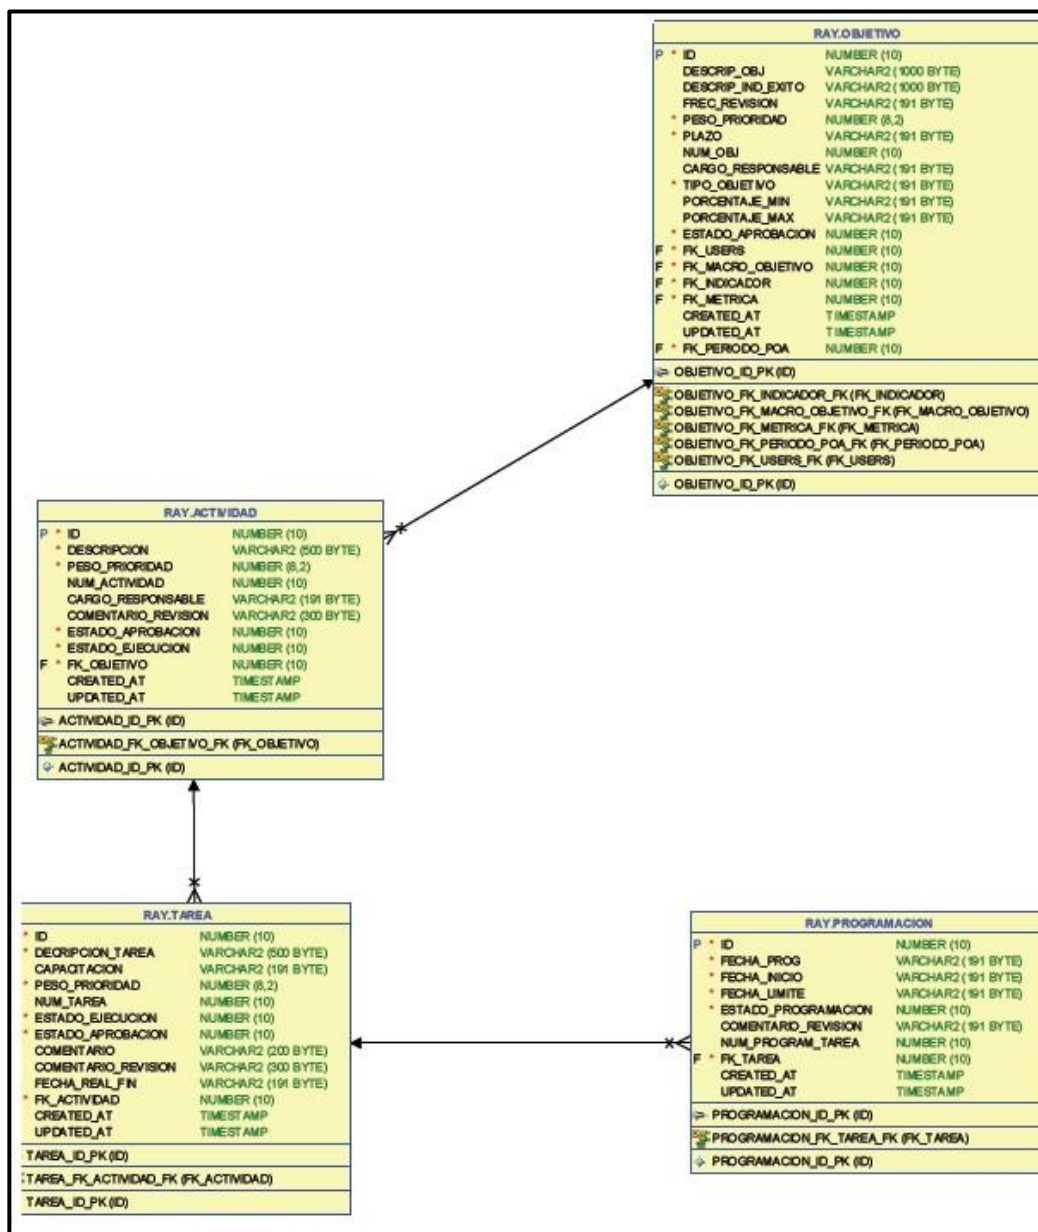 RAY.OBJETIVO
P * ID NUMBER (10)
DESCRIP_OBJ VARCHAR2 (1000 BYTE)
DESCRIP_IND_EXITO VARCHAR2 (1000 BYTE)
FREC_REVISION VARCHAR2 (191 BYTE)
* PESO_PRIORIDAD NUMBER (8,2)
* PLAZO VARCHAR2 (191 BYTE)
NUM_OBJ NUMBER (10)
CARGO_RESPONSABLE VARCHAR2 (191 BYTE)
* TIPO_OBJETIVO VARCHAR2 (191 BYTE)
PORCENTAJE_MIN VARCHAR2 (191 BYTE)
PORCENTAJE_MAX VARCHAR2 (191 BYTE)
* ESTADO_APROBACION NUMBER (10)
F * FK_USERS NUMBER (10)
F * FK_MACRO_OBJETIVO NUMBER (10)
F * FK_INDICADOR NUMBER (10)
F * FK_METRICA NUMBER (10)
CREATED_AT TIMESTAMP
UPDATED_AT TIMESTAMP
F * FK_PERIODO_POA NUMBER (10)
OBJETIVO_ID_PK (ID)
OBJETIVO_FK_INDICADOR_FK (FK_INDICADOR)
OBJETIVO_FK_MACRO_OBJETIVO_FK (FK_MACRO_OBJETIVO)
OBJETIVO_FK_METRICA_FK (FK_METRICA)
OBJETIVO_FK_PERIODO_POA_FK (FK_PERIODO_POA)
OBJETIVO_FK_USERS_FK (FK_USERS)
OBJETIVO_ID_PK (ID)
RAY.ACTIVIDAD
P * ID NUMBER (10)
* DESCRIPCION VARCHAR2 (500 BYTE)
* PESO_PRIORIDAD NUMBER (8,2)
NUM_ACTIVIDAD NUMBER (10)
CARGO_RESPONSABLE VARCHAR2 (191 BYTE)
COMENTARIO_REVISION VARCHAR2 (300 BYTE)
* ESTADO_APROBACION NUMBER (10)
* ESTADO_EJECUCION NUMBER (10)
F * FK_OBJETIVO NUMBER (10)
CREATED_AT TIMESTAMP
UPDATED_AT TIMESTAMP
ACTIVIDAD_ID_PK (ID)
ACTIVIDAD_FK_OBJETIVO_FK (FK_OBJETIVO)
ACTIVIDAD_ID_PK (ID)
RAY.TAREA
* ID NUMBER (10)
* DECRIPCION_TAREA VARCHAR2 (500 BYTE)
CAPACITACION VARCHAR2 (191 BYTE)
* PESO_PRIORIDAD NUMBER (8,2)
NUM_TAREA NUMBER (10)
* ESTADO_EJECUCION NUMBER (10)
* ESTADO_APROBACION NUMBER (10)
COMENTARIO VARCHAR2 (200 BYTE)
COMENTARIO_REVISION VARCHAR2 (300 BYTE)
FECHA_REAL_FIN VARCHAR2 (191 BYTE)
* FK_ACTIVIDAD NUMBER (10)
CREATED_AT TIMESTAMP
UPDATED_AT TIMESTAMP
TAREA_ID_PK (ID)
TAREA_FK_ACTIVIDAD_FK (FK_ACTIVIDAD)
TAREA_ID_PK (ID)
RAY.PROGRAMACION
P * ID NUMBER (10)
* FECHA_PROG VARCHAR2 (191 BYTE)
* FECHA_INICIO VARCHAR2 (191 BYTE)
* FECHA_LIMITE VARCHAR2 (191 BYTE)
* ESTADO_PROGRAMACION NUMBER (10)
COMENTARIO_REVISION VARCHAR2 (191 BYTE)
NUM_PROGRAM_TAREA NUMBER (10)
F * FK_TAREA NUMBER (10)
CREATED_AT TIMESTAMP
UPDATED_AT TIMESTAMP
PROGRAMACION_ID_PK (ID)
PROGRAMACION_FK_TAREA_FK (FK_TAREA)
PROGRAMACION_ID_PK (ID)